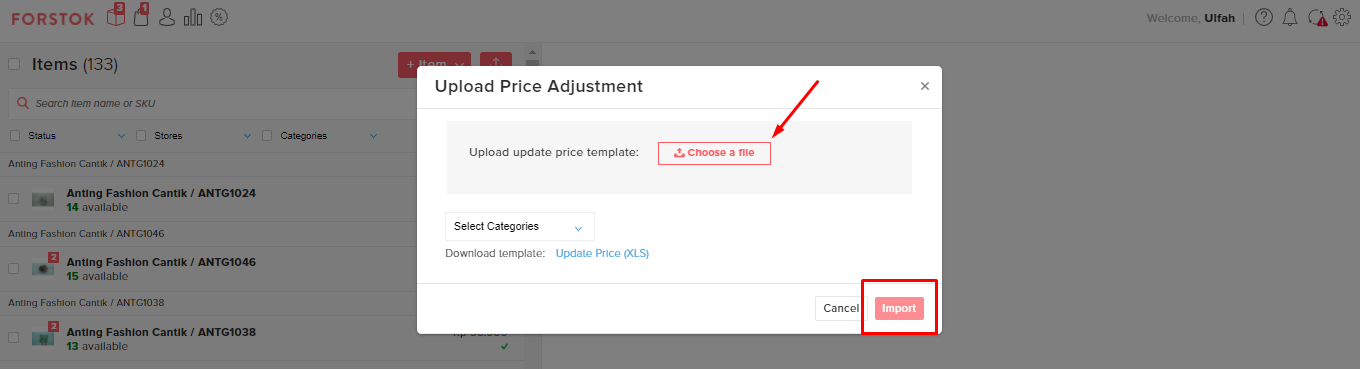 FORSTOK
3
1
Welcome, Ulfah
Items (133)
+ Item
Search item name or SKU
Status
Stores
Categories
Anting Fashion Cantik / ANTG1024
Anting Fashion Cantik / ANTG1024
14 available
Anting Fashion Cantik / ANTG1046
2
Anting Fashion Cantik / ANTG1046
15 available
Anting Fashion Cantik / ANTG1038
2
Anting Fashion Cantik / ANTG1038
13 available
Upload Price Adjustment
×
Upload update price template:
Choose a file
Select Categories
Download template: Update Price (XLS)
Cancel
Import